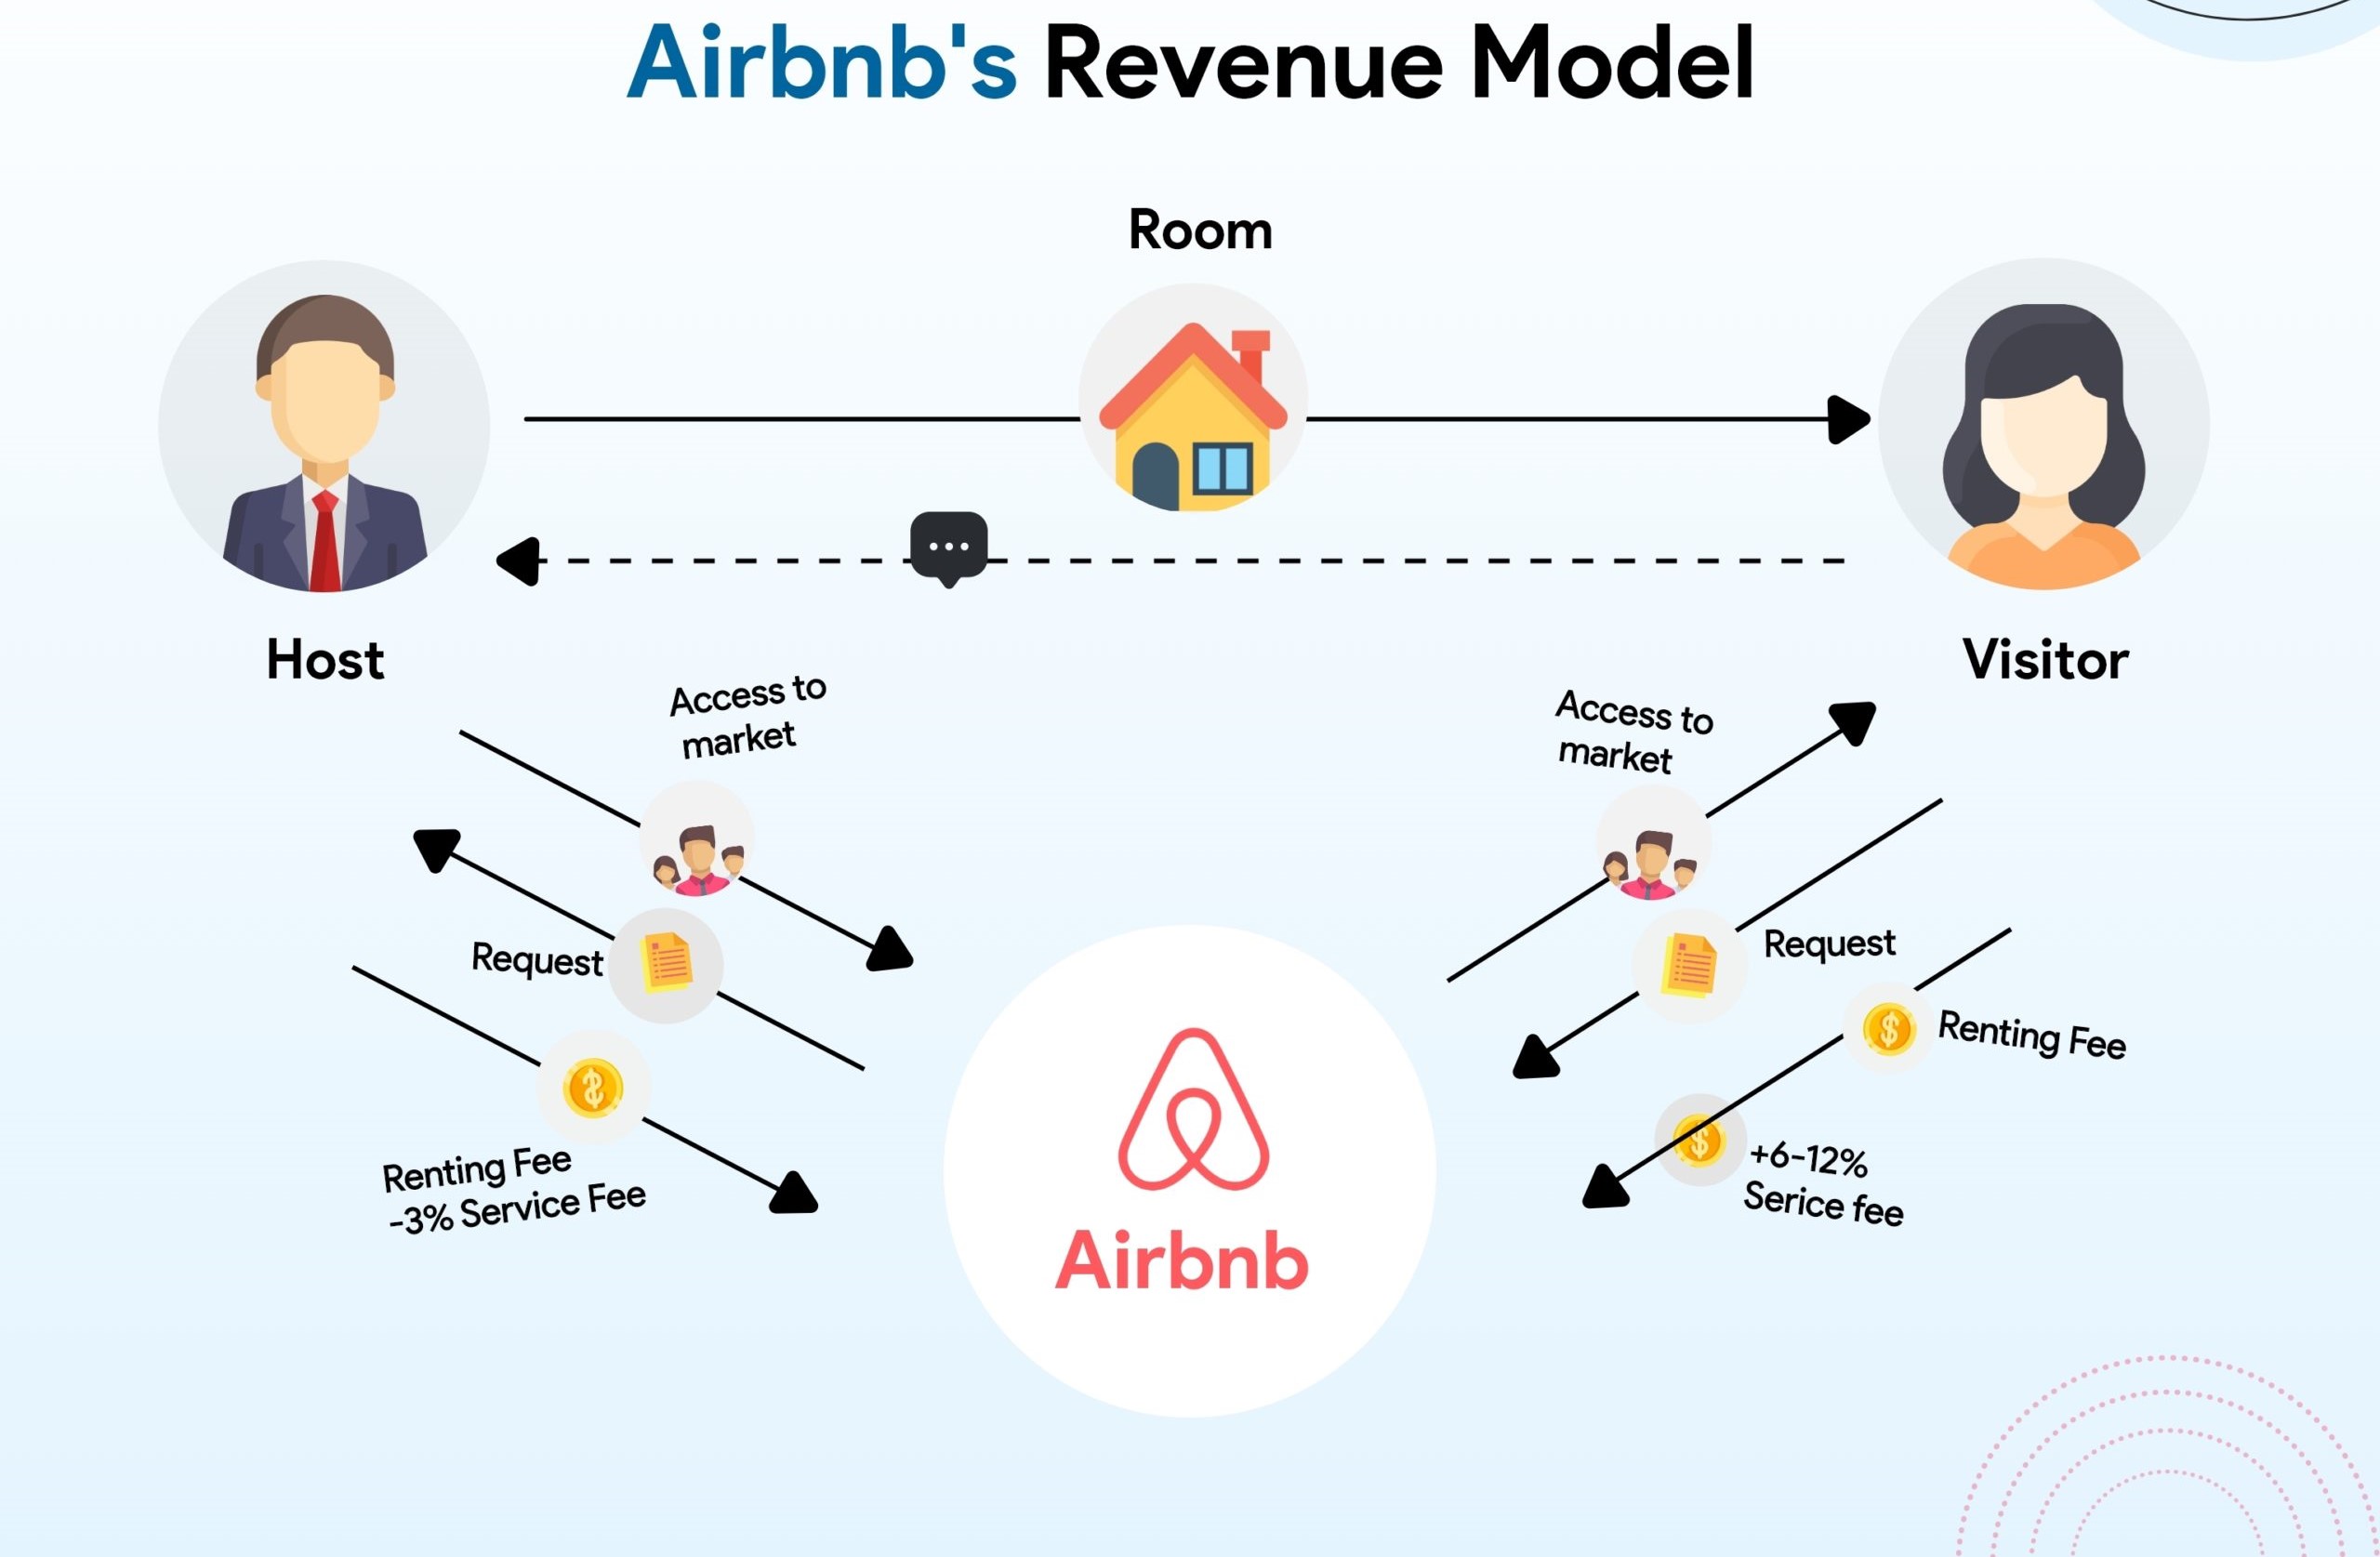 Airbnb's Revenue Model
Room
Host
Visitor
Access to
market
Request
Renting Fee
-3% Service Fee
Access to
market
Request
Renting Fee
+6-12%
Serice fee
Airbnb